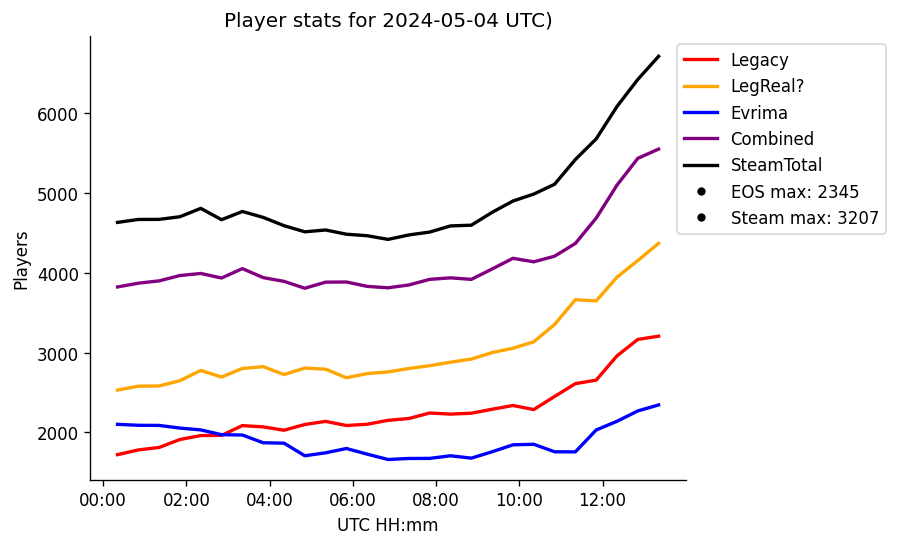 Player stats for 2024-05-04 UTC)
Legacy
LegReal?
Evrima
Combined
SteamTotal
EOS max: 2345
Steam max: 3207
Players
6000
5000
4000
3000
2000
00:00 02:00 04:00 06:00 08:00 10:00 12:00
UTC HH:mm